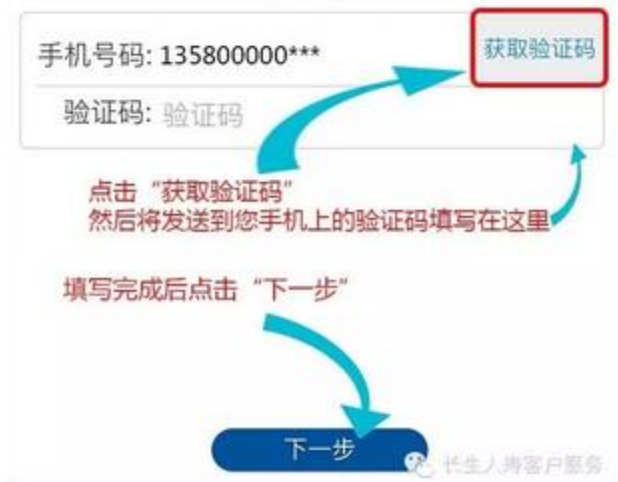 手机号码: 135800000*** 获取验证码
验证码: 验证码
点击“获取验证码”
然后将发送到您手机上的验证码填写在这里
填写完成后点击“下一步”
下一步
长生人寿客户服务